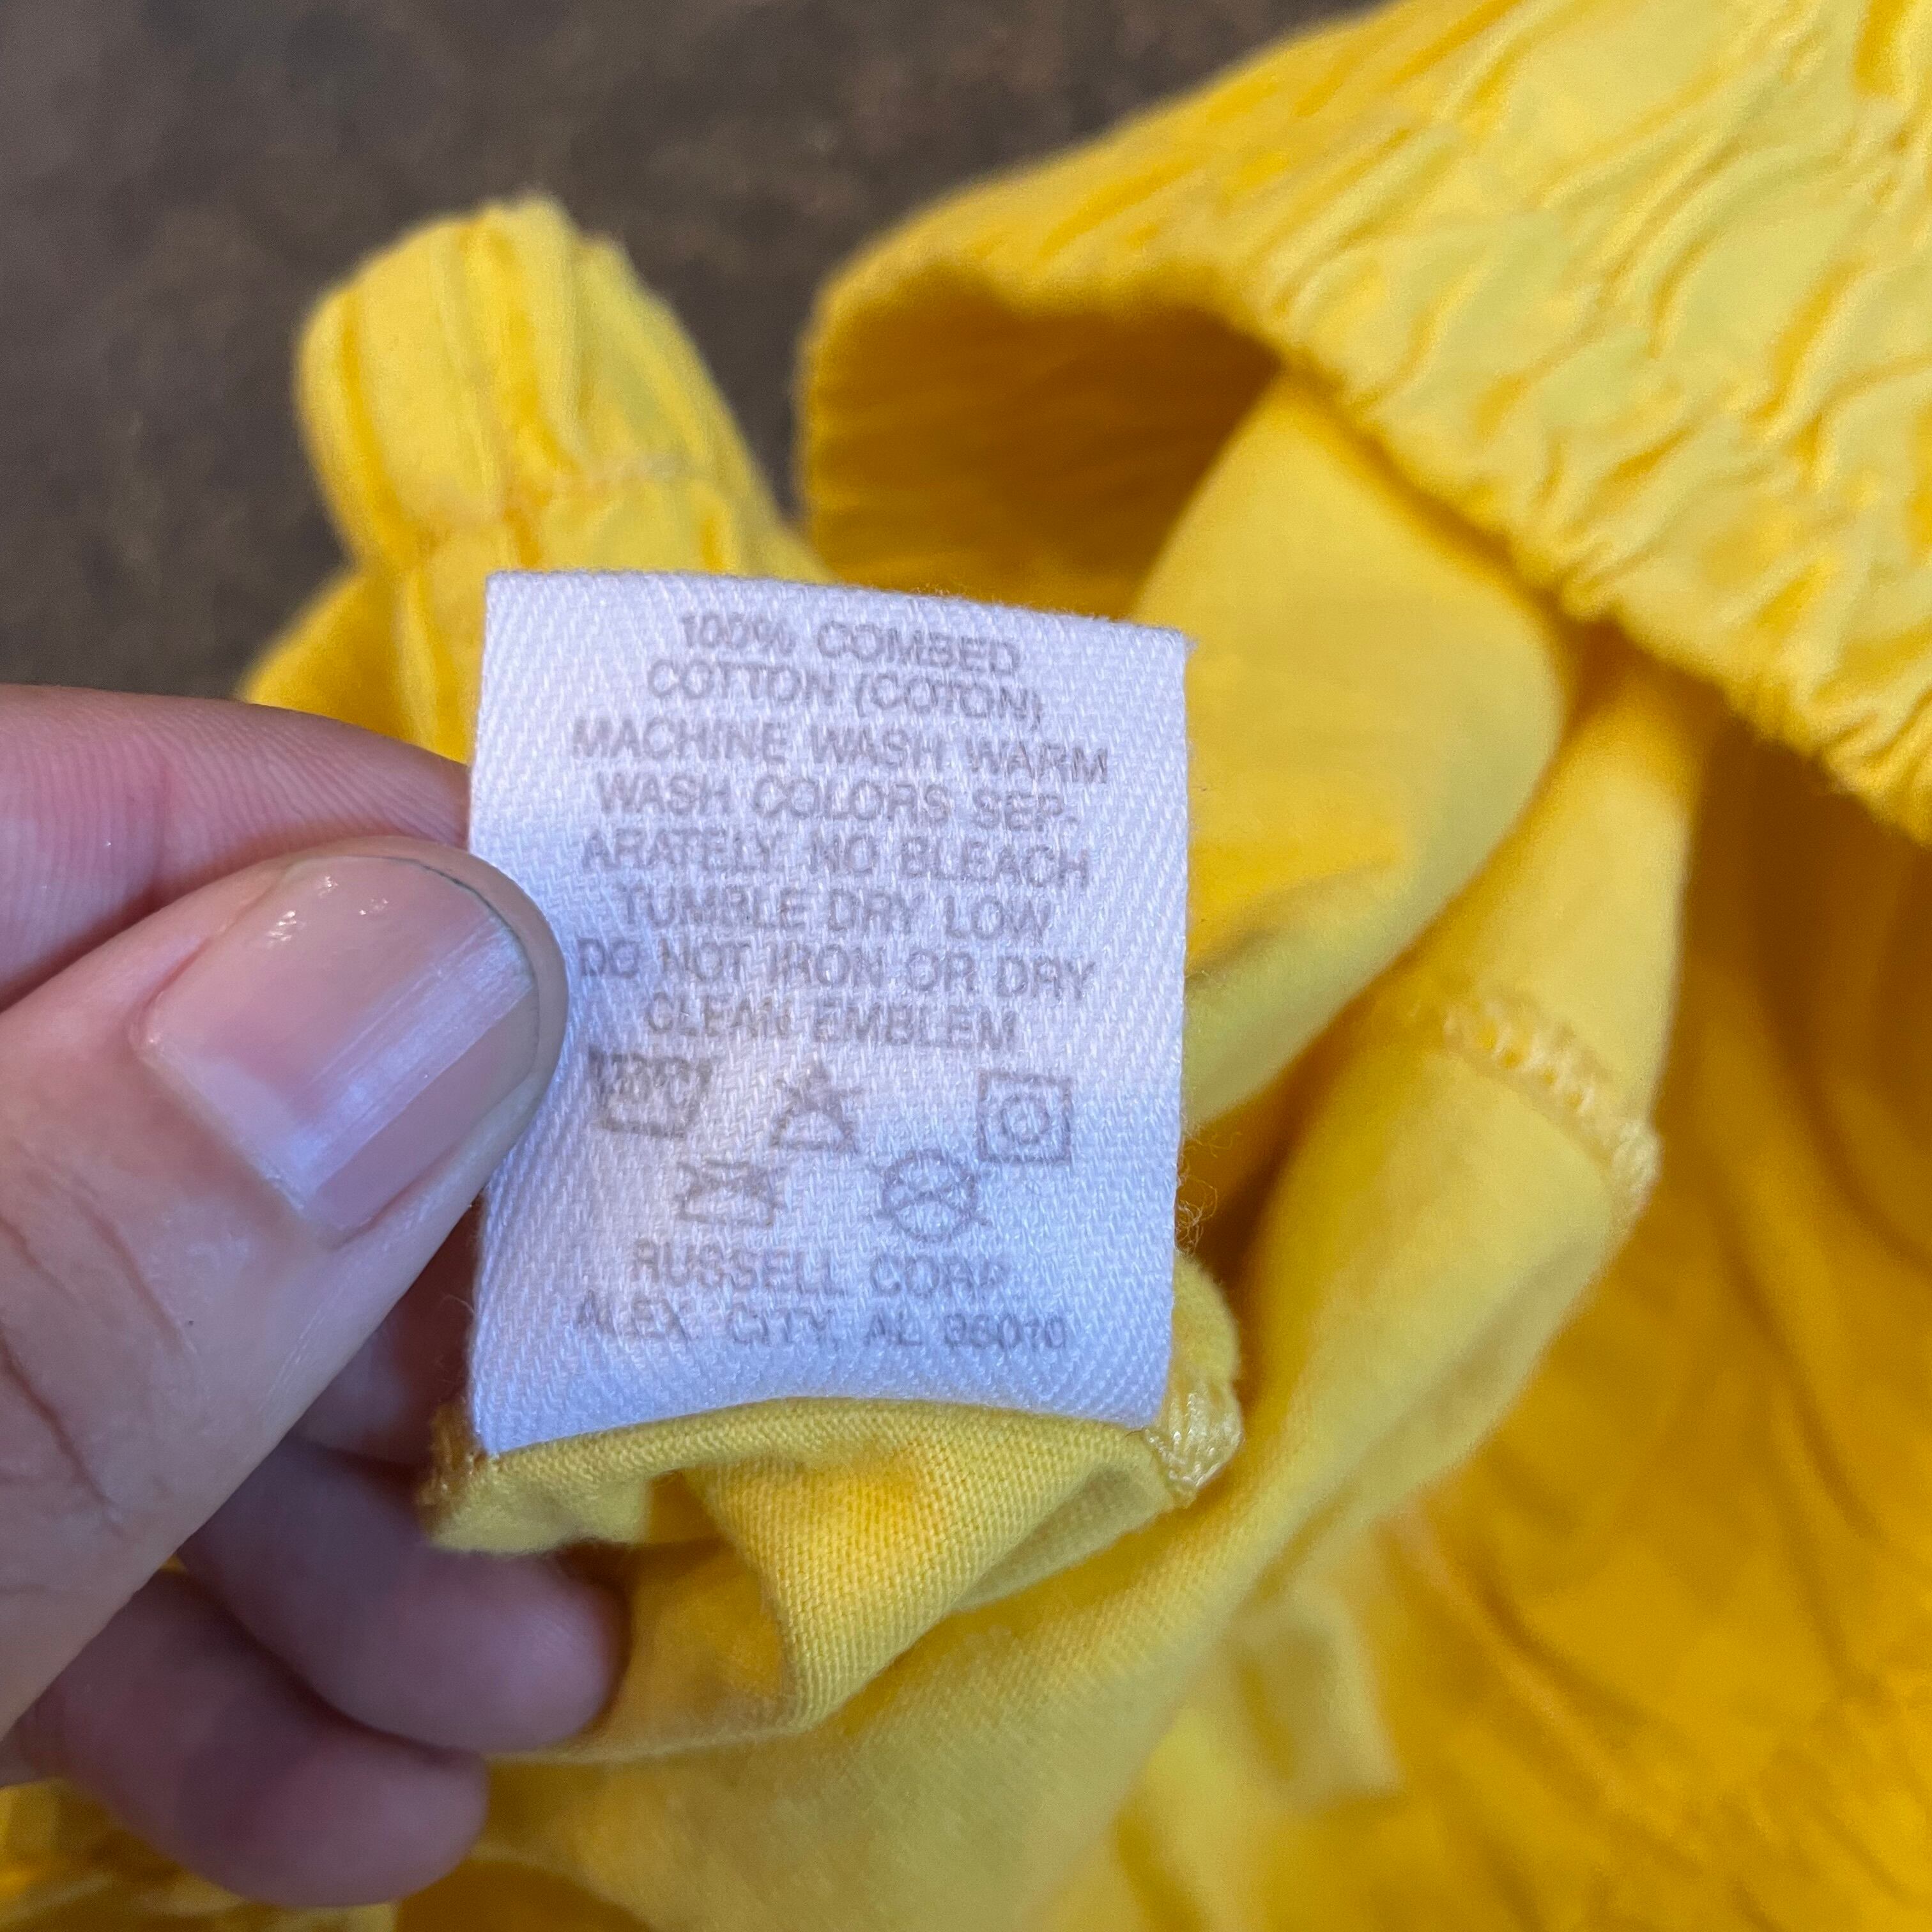 100% COMBED
COTTON (COTON)
MACHINE WASH WARM
WASH COLORS SEP-
ARATELY NO BLEACH
TUMBLE DRY LOW
DO NOT IRON OR DRY
CLEAN EMBLEM
RUSSELL CORP.
ALEX CITY, AL 35010